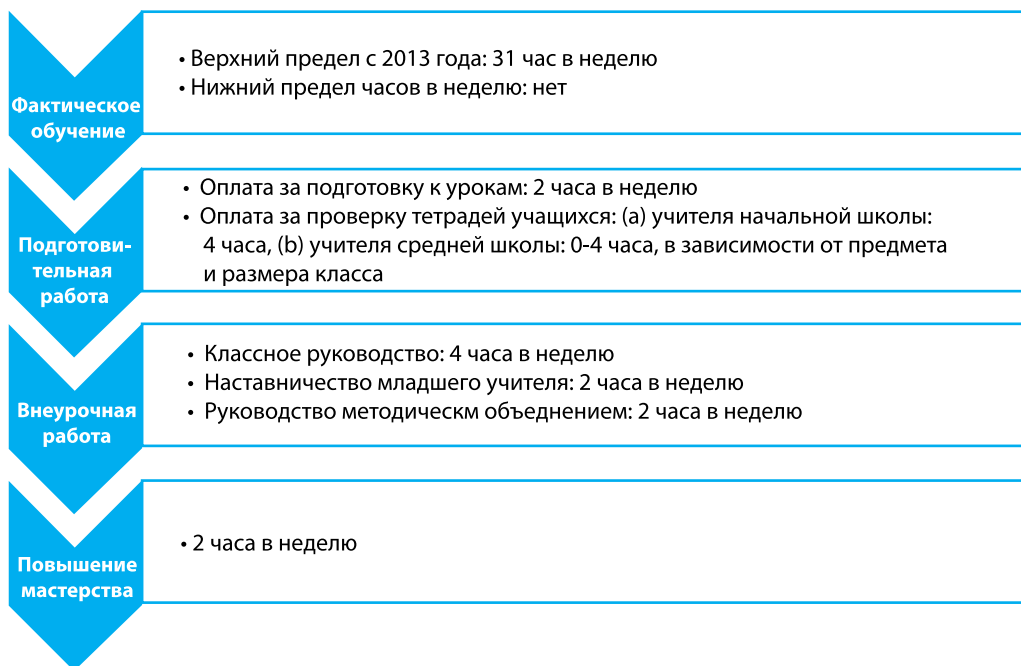 Фактическое
обучение
• Верхний предел с 2013 года: 31 час в неделю
• Нижний предел часов в неделю: нет
Подготови-
тельная
работа
• Оплата за подготовку к урокам: 2 часа в неделю
• Оплата за проверку тетрадей учащихся: (a) учителя начальной школы:
4 часа, (b) учителя средней школы: 0-4 часа, в зависимости от предмета
и размера класса
Внеурочная
работа
• Классное руководство: 4 часа в неделю
• Наставничество младшего учителя: 2 часа в неделю
• Руководство методическм объеднением: 2 часа в неделю
Повышение
мастерства
• 2 часа в неделю